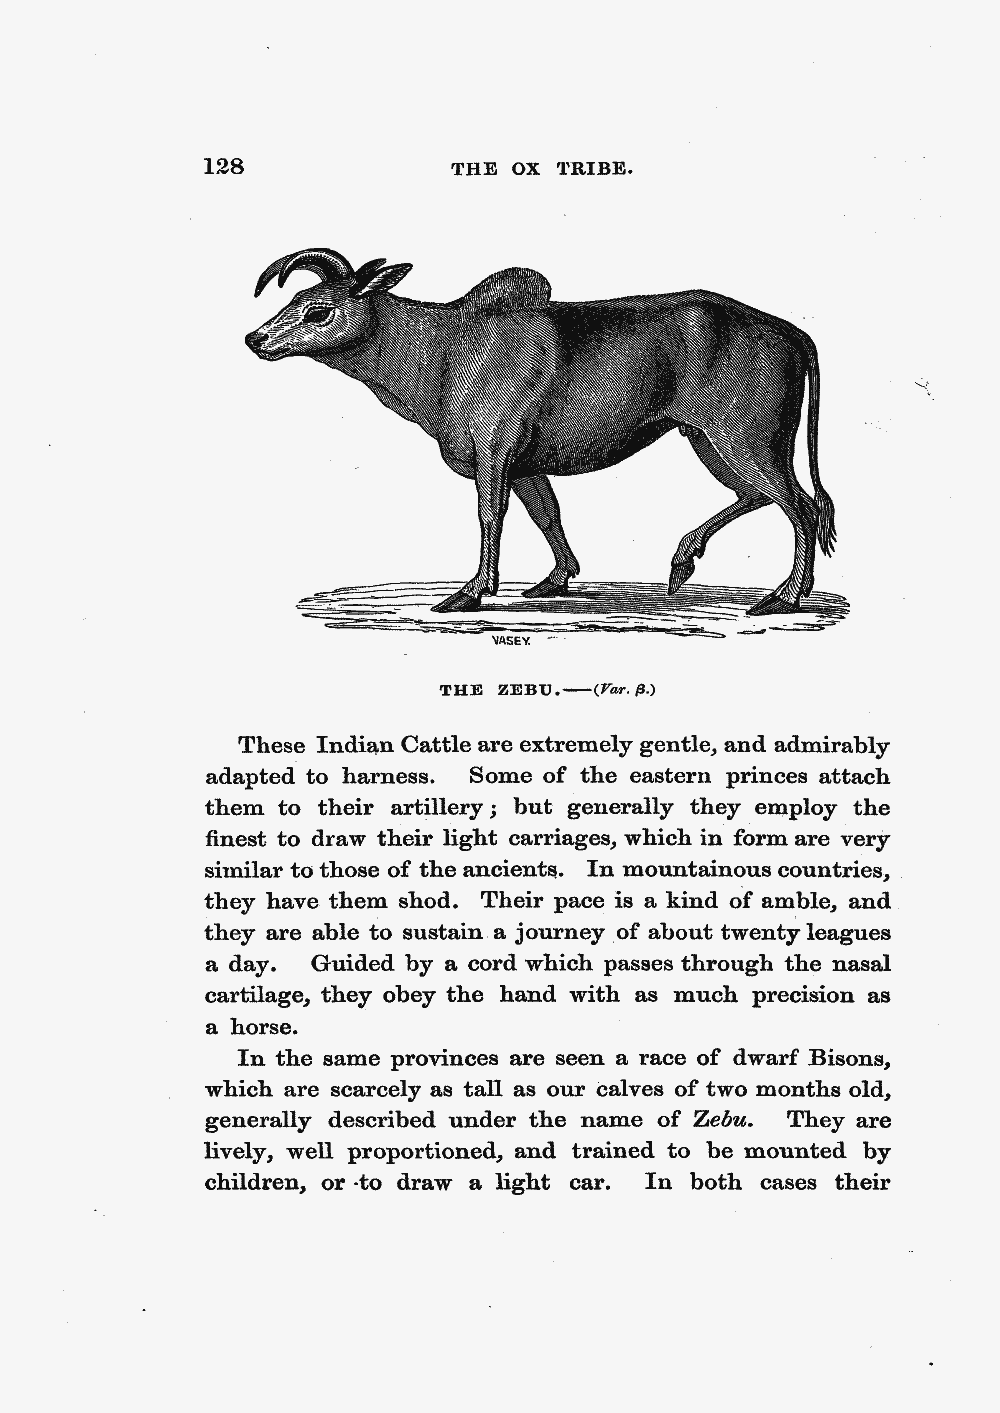 128
THE OX TRIBE.
VASEY.
THE ZEBU.—(Var. β.)
These Indian Cattle are extremely gentle, and admirably
adapted to harness. Some of the eastern princes attach
them to their artillery; but generally they employ the
finest to draw their light carriages, which in form are very
similar to those of the ancients. In mountainous countries,
they have them shod. Their pace is a kind of amble, and
they are able to sustain a journey of about twenty leagues
a day. Guided by a cord which passes through the nasal
cartilage, they obey the hand with as much precision as
a horse.
In the same provinces are seen a race of dwarf Bisons,
which are scarcely as tall as our calves of two months old,
generally described under the name of Zebu. They are
lively, well proportioned, and trained to be mounted by
children, or to draw a light car. In both cases their